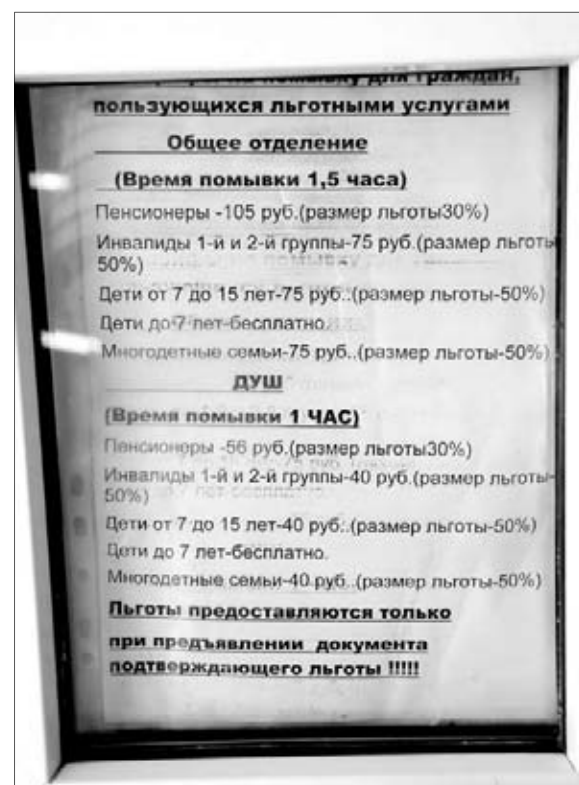 на помывку для граждан,
пользующихся льготными услугами
Общее отделение
(Время помывки 1,5 часа)
Пенсионеры -105 руб.(размер льготы30%)
Инвалиды 1-й и 2-й группы-75 руб.(размер льготы
50%)
Дети от 7 до 15 лет-75 руб..(размер льготы-50%)
Дети до 7 лет-бесплатно.
Многодетные семьи-75 руб..(размер льготы-50%)
ДУШ
(Время помывки 1 ЧАС)
Пенсионеры -56 руб.(размер льготы30%)
Инвалиды 1-й и 2-й группы-40 руб.(размер льготы-
50%)
Дети от 7 до 15 лет-40 руб..(размер льготы-50%)
Дети до 7 лет-бесплатно.
Многодетные семьи-40 руб..(размер льготы-50%)
Льготы предоставляются только
при предъявлении документа
подтверждающего льготы !!!!!